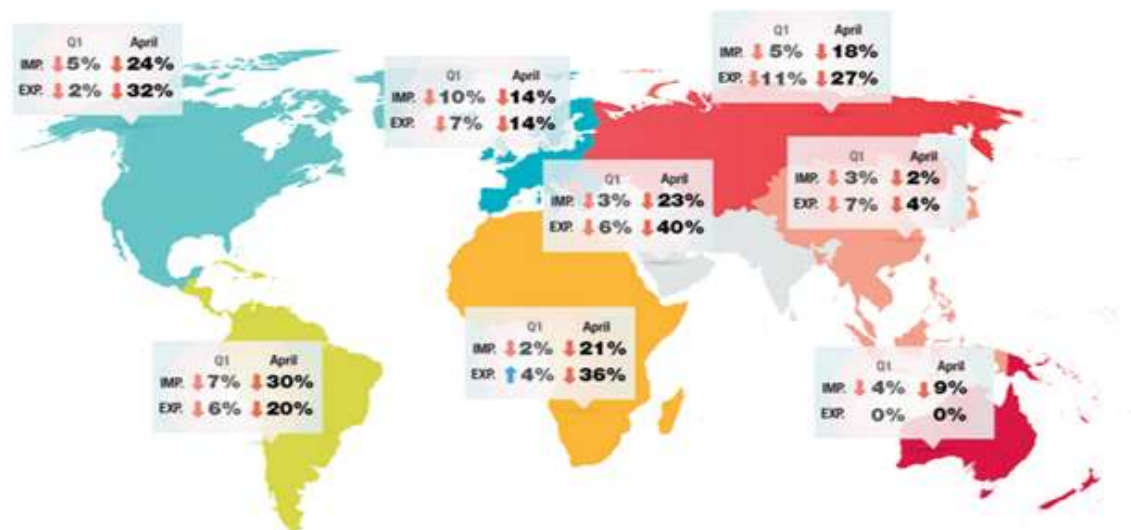 Q1 April
IMP. ↓5% ↓24%
EXP. ↓2% ↓32%
Q1 April
IMP. ↓10% ↓14%
EXP. ↓7% ↓14%
Q1 April
IMP. ↓5% ↓18%
EXP. ↓11% ↓27%
Q1 April
IMP. ↓3% ↓23%
EXP. ↓6% ↓40%
Q1 April
IMP. ↓3% ↓2%
EXP. ↓7% ↓4%
Q1 April
IMP. ↓7% ↓30%
EXP. ↓6% ↓20%
Q1 April
IMP. ↓2% ↓21%
EXP. ↑4% ↓36%
Q1 April
IMP. ↓4% ↓9%
EXP. 0% 0%